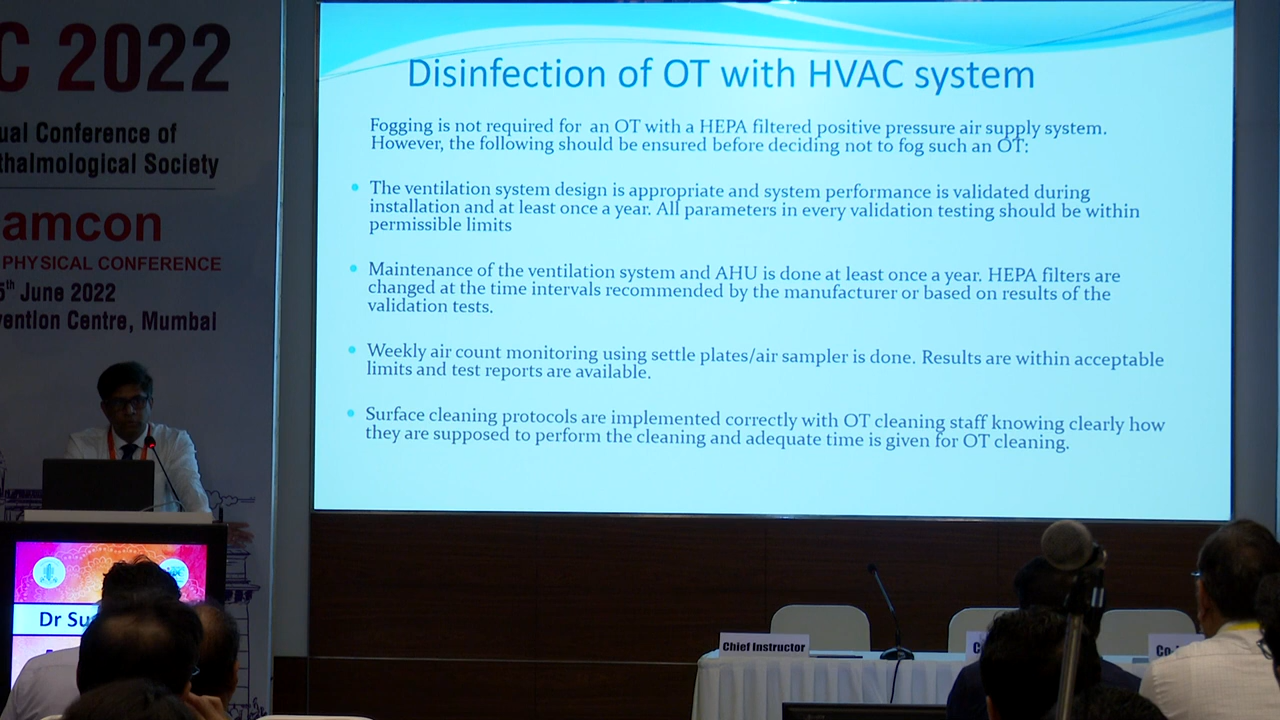 C 2022
ual Conference of
thalmological Society
amcon
PHYSICAL CONFERENCE
5th June 2022
vention Centre, Mumbai
Disinfection of OT with HVAC system
Fogging is not required for an OT with a HEPA filtered positive pressure air supply system.
However, the following should be ensured before deciding not to fog such an OT:
The ventilation system design is appropriate and system performance is validated during
installation and at least once a year. All parameters in every validation testing should be within
permissible limits
Maintenance of the ventilation system and AHU is done at least once a year. HEPA filters are
changed at the time intervals recommended by the manufacturer or based on results of the
validation tests.
Weekly air count monitoring using settle plates/air sampler is done. Results are within acceptable
limits and test reports are available.
Surface cleaning protocols are implemented correctly with OT cleaning staff knowing clearly how
they are supposed to perform the cleaning and adequate time is given for OT cleaning.
Dr Su
Chief Instructor
C
Co-